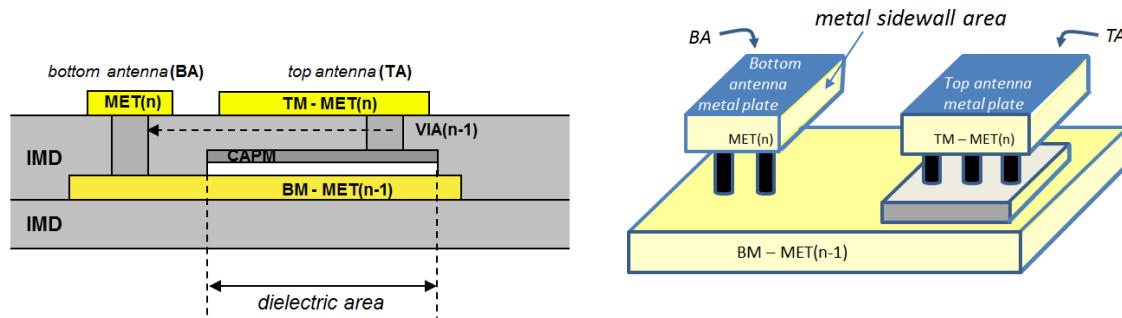 bottom antenna (BA)
top antenna (TA)
MET(n)
TM - MET(n)
VIA(n-1)
IMD
CAPM
BM - MET(n-1)
IMD
dielectric area
metal sidewall area
BA
TA
Bottom
antenna
metal plate
Top antenna
metal plate
MET(n)
TM – MET(n)
BM – MET(n-1)